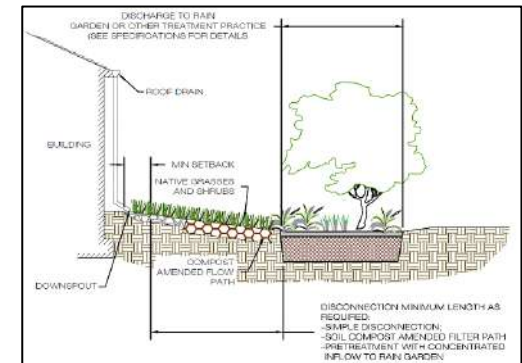 DISCHARGE TO RAIN
GARDEN OR OTHER TREATMENT PRACTICE
(SEE SPECIFICATIONS FOR DETAILS
ROOF DRAIN
BUILDING
MIN SETBACK
NATIVE GRASSES
AND SHRUBS
COMPOST
AMENDED FLOW
PATH
DOWNSPOUT
DISCONNECTION MINIMUM LENGTH AS
REQUIRED:
-SIMPLE DISCONNECTION;
-SOIL COMPOST AMENDED FILTER PATH
-PRETREATMENT WITH CONCENTRATED
INFLOW TO RAIN GARDEN